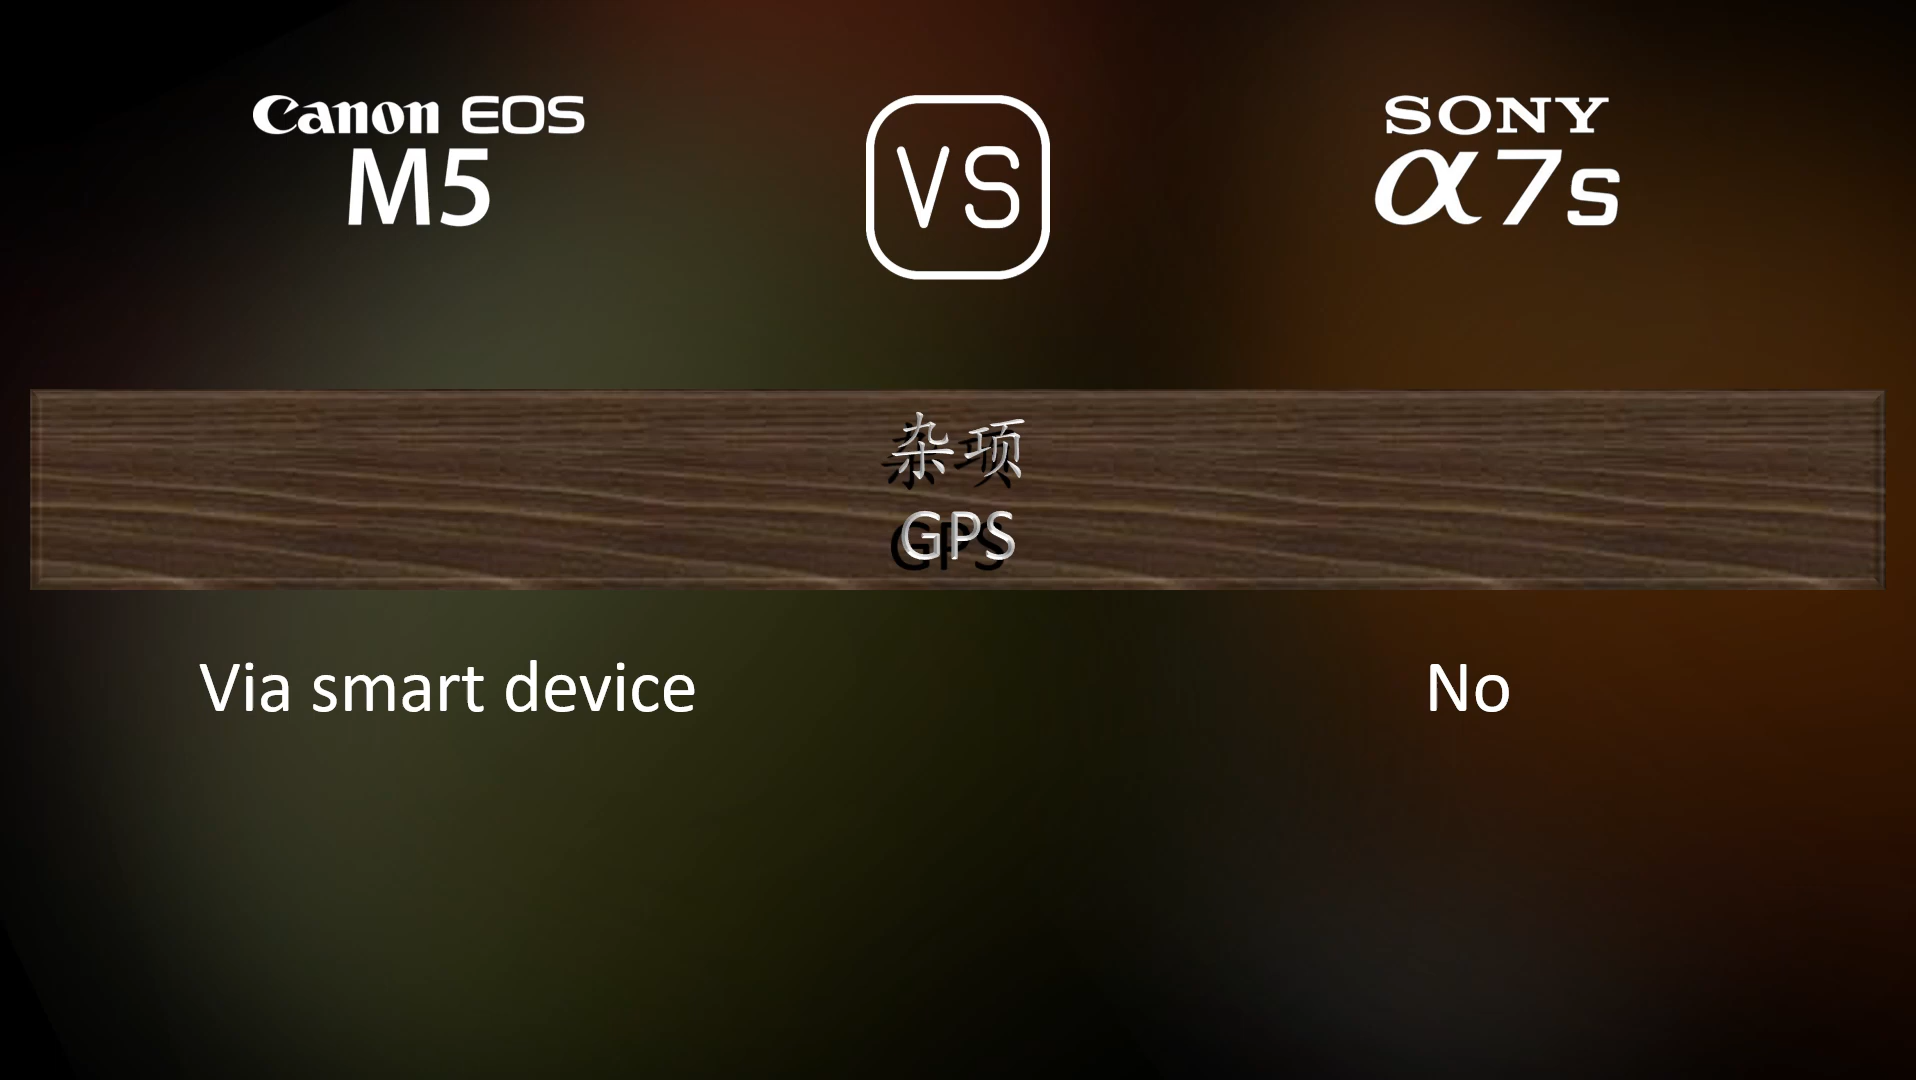 Canon EOS
M5
VS
SONY
α7s
杂项
GPS
Via smart device
No